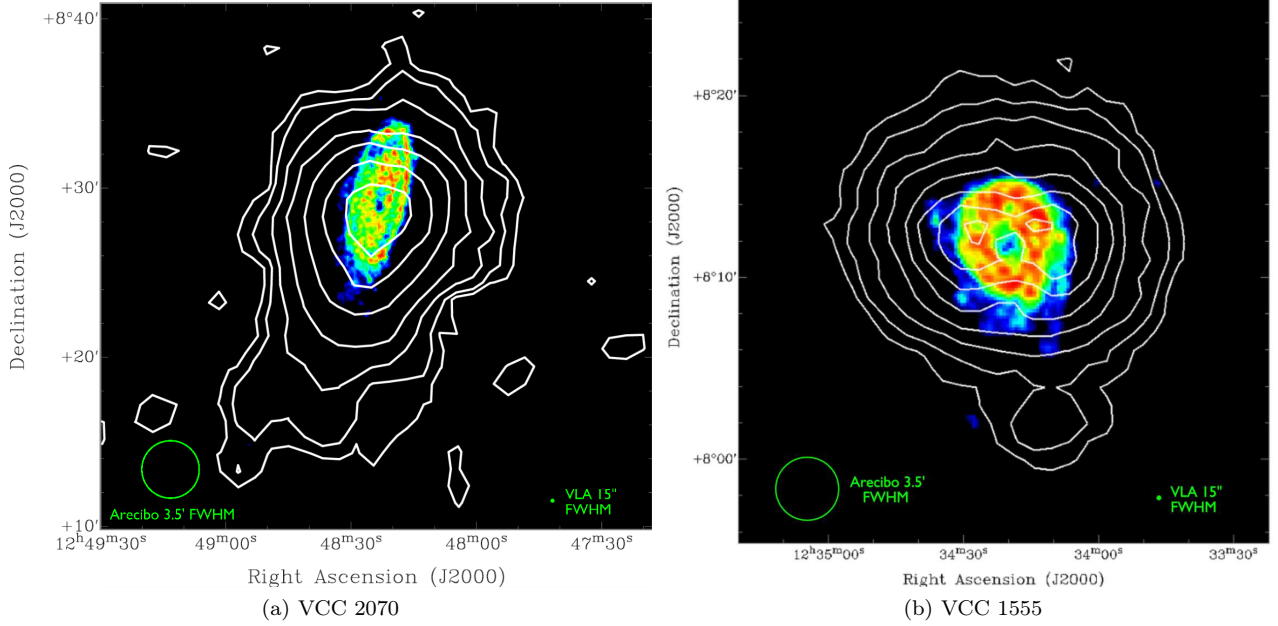 +8°40′
+30′
+20′
+10′
Declination (J2000)
Arecibo 3.5' FWHM
VLA 15"
FWHM
12ʰ49ᵐ30ˢ
49ᵐ00ˢ
48ᵐ30ˢ
48ᵐ00ˢ
47ᵐ30ˢ
Right Ascension (J2000)
(a) VCC 2070
+8°20′
+8°10′
+8°00′
Declination (J2000)
Arecibo 3.5'
FWHM
VLA 15"
FWHM
12ʰ35ᵐ00ˢ
34ᵐ30ˢ
34ᵐ00ˢ
33ᵐ30ˢ
Right Ascension (J2000)
(b) VCC 1555